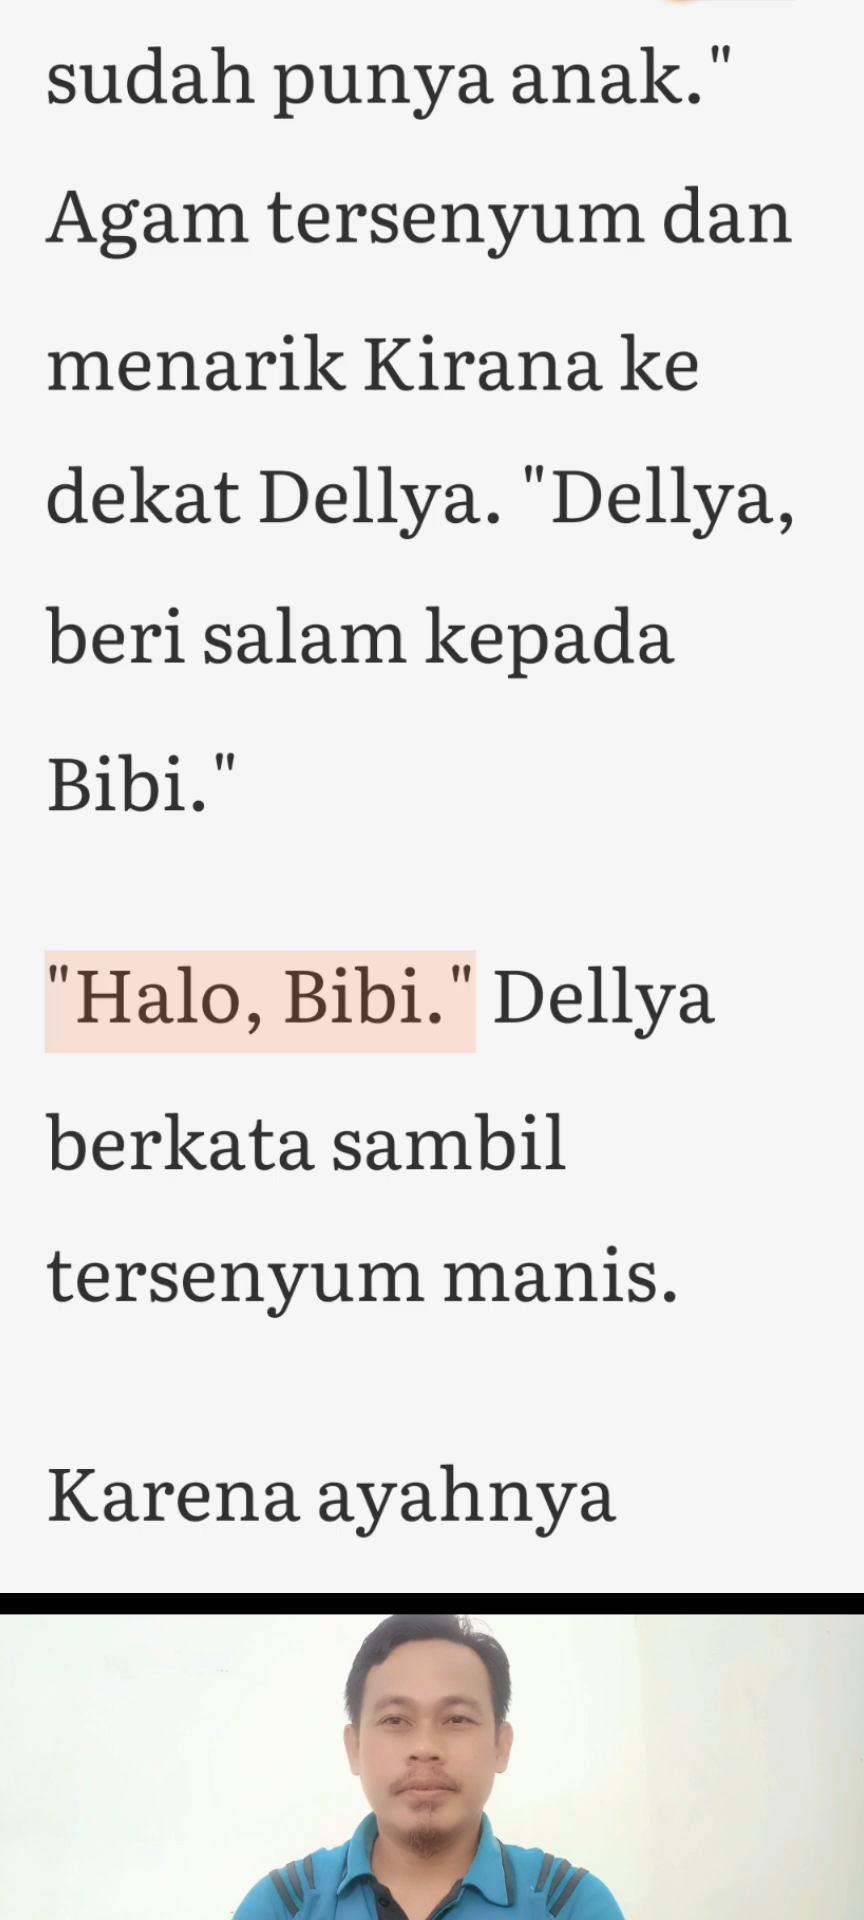 sudah punya anak."
Agam tersenyum dan
menarik Kirana ke
dekat Dellya. "Dellya,
beri salam kepada
Bibi."
"Halo, Bibi." Dellya
berkata sambil
tersenyum manis.
Karena ayahnya